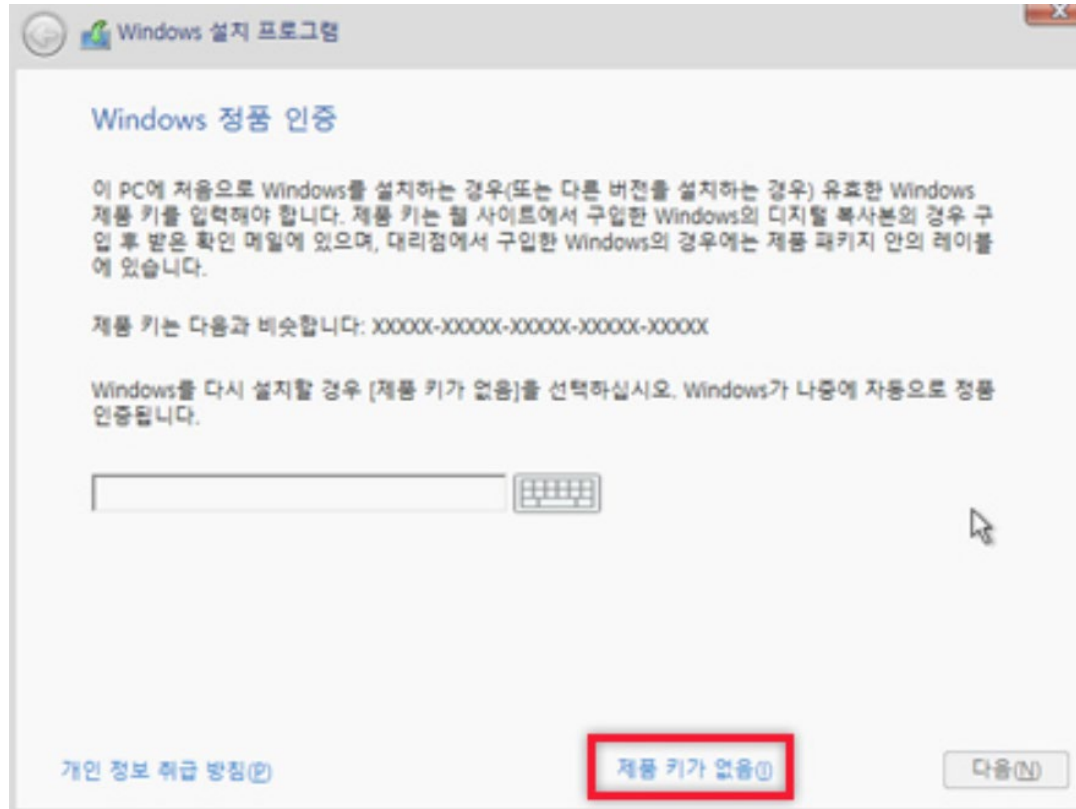 Windows 설치 프로그램
Windows 정품 인증
이 PC에 처음으로 Windows를 설치하는 경우(또는 다른 버전을 설치하는 경우) 유효한 Windows
제품 키를 입력해야 합니다. 제품 키는 웹 사이트에서 구입한 Windows의 디지털 복사본의 경우 구
입 후 받은 확인 메일에 있으며, 대리점에서 구입한 Windows의 경우에는 제품 패키지 안의 레이블
에 있습니다.
제품 키는 다음과 비슷합니다: XXXXX-XXXXX-XXXXX-XXXXX-XXXXX
Windows를 다시 설치할 경우 [제품 키가 없음]을 선택하십시오. Windows가 나중에 자동으로 정품
인증됩니다.
개인 정보 취급 방침(P)
제품 키가 없음(I)
다음(N)